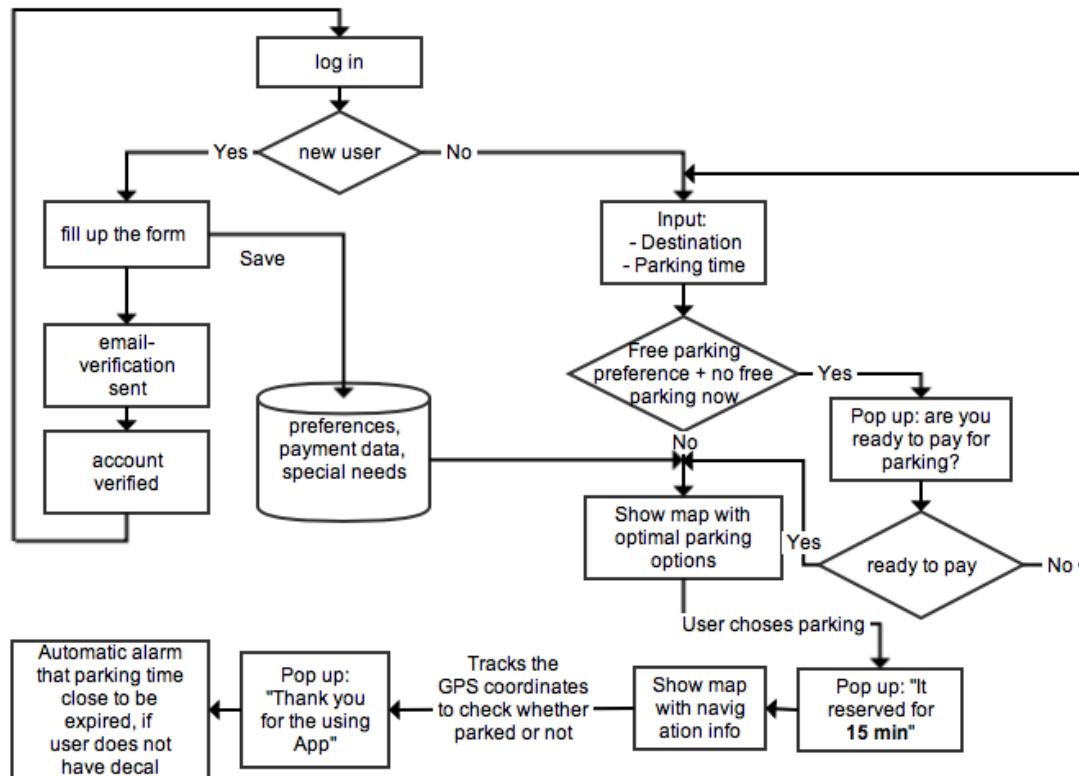 log in
new user
Yes
No
fill up the form
Save
Input:
- Destination
- Parking time
email-
verification
sent
account
verified
preferences,
payment data,
special needs
Free parking
preference + no free
parking now
Yes
No
Pop up: are you
ready to pay for
parking?
ready to pay
Yes
No
Show map with
optimal parking
options
User choses parking
Pop up: "It
reserved for
15 min"
Show map
with navig
ation info
Tracks the
GPS coordinates
to check whether
parked or not
Pop up:
"Thank you
for the using
App"
Automatic alarm
that parking time
close to be
expired, if
user does not
have decal